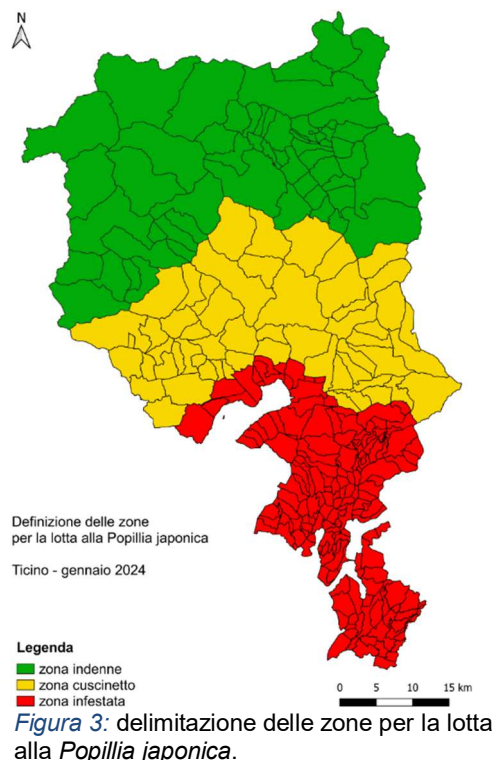 N
Definizione delle zone
per la lotta alla Popillia japonica
Ticino - gennaio 2024
Legenda
zona indenne
zona cuscinetto
zona infestata
0 5 10 15 km
Figura 3: delimitazione delle zone per la lotta
alla Popillia japonica.